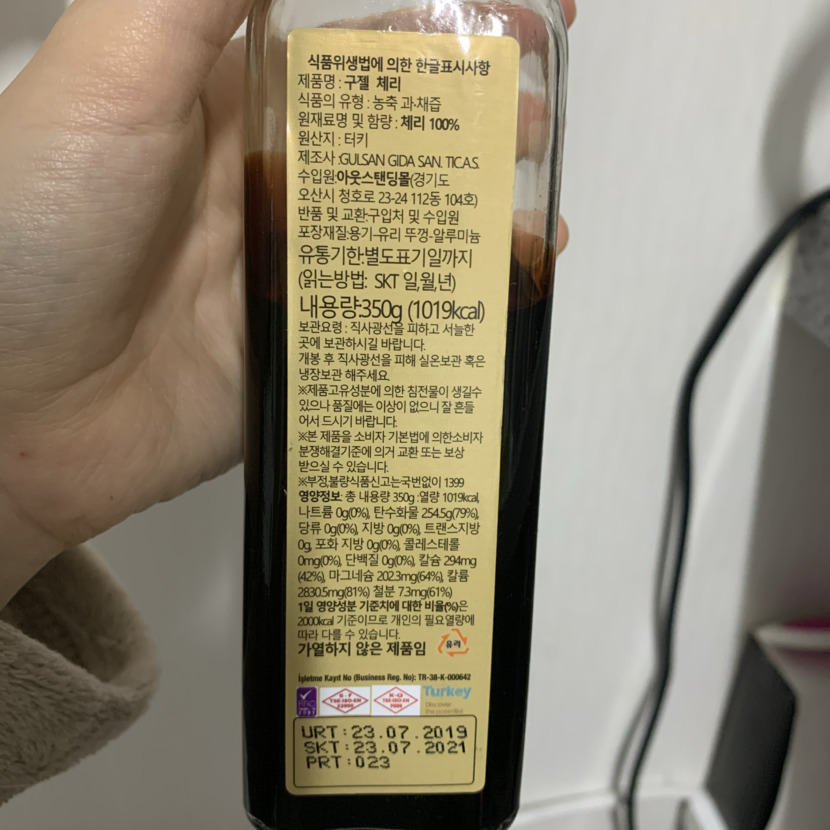 식품위생법에 의한 한글표시사항
제품명 : 구젤 체리
식품의 유형 : 농축 과·채즙
원재료명 및 함량 : 체리 100%
원산지 : 터키
제조사 :GULSAN GIDA SAN. TIC.A.S.
수입원:아웃스탠딩몰(경기도
오산시 청호로 23-24 112동 104호)
반품 및 교환:구입처 및 수입원
포장재질:용기-유리 뚜껑-알루미늄
유통기한:별도표기일까지
(읽는방법: SKT 일,월,년)
내용량:350g (1019kcal)
보관요령 : 직사광선을 피하고 서늘한
곳에 보관하시길 바랍니다.
개봉 후 직사광선을 피해 실온보관 혹은
냉장보관 해주세요.
※제품고유성분에 의한 침전물이 생길수
있으나 품질에는 이상이 없으니 잘 흔들
어서 드시기 바랍니다.
※본 제품을 소비자 기본법에 의한소비자
분쟁해결기준에 의거 교환 또는 보상
받으실 수 있습니다.
※부정,불량식품신고는국번없이 1399
영양정보: 총 내용량 350g :열량 1019kcal,
나트륨 0g(0%), 탄수화물 254.5g(79%),
당류 0g(0%), 지방 0g(0%), 트랜스지방
0g, 포화 지방 0g(0%), 콜레스테롤
0mg(0%), 단백질 0g(0%), 칼슘 294mg
(42%), 마그네슘 202.3mg(64%), 칼륨
2830.5mg(81%) 철분 7.3mg(61%)
1일 영양성분 기준치에 대한 비율(%)은
2000kcal 기준이므로 개인의 필요열량에
따라 다를 수 있습니다.
가열하지 않은 제품임
유리
İşletme Kayıt No (Business Reg. No): TR-38-K-000642
Turkey
Discover
the potential
URT:23.07.2019
SKT:23.07.2021
PRT:023